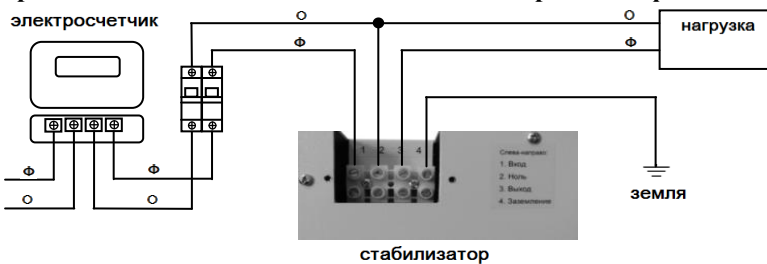 электросчетчик
О
О
нагрузка
Ф
Ф
1 2 3 4
Слева-направо:
1. Вход
2. Ноль
3. Выход
4. Заземление
Ф
Ф
О
О
земля
стабилизатор